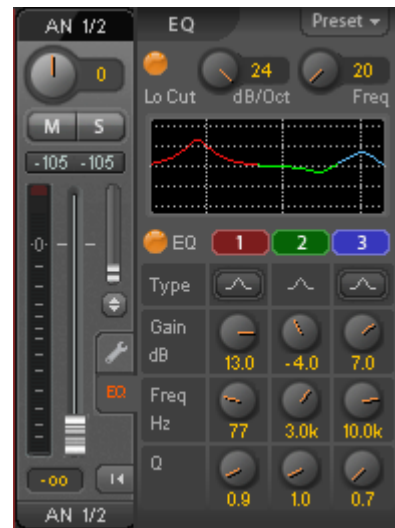 AN 1/2 EQ Preset
0 24 20
Lo Cut dB/Oct Freq
M S
-105 -105
-0- EQ 1 2 3
Type
Gain
dB 13.0 -4.0 7.0
EQ Freq
Hz 77 3.0k 10.0k
Q
-oo 0.9 1.0 0.7
AN 1/2